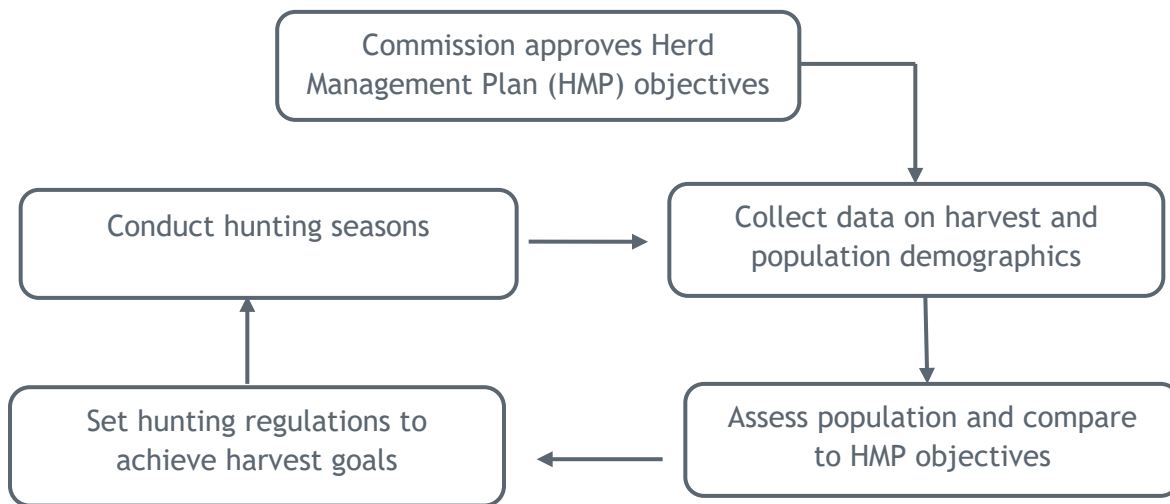 Commission approves Herd
Management Plan (HMP) objectives
Conduct hunting seasons
Collect data on harvest and
population demographics
Set hunting regulations to
achieve harvest goals
Assess population and compare
to HMP objectives